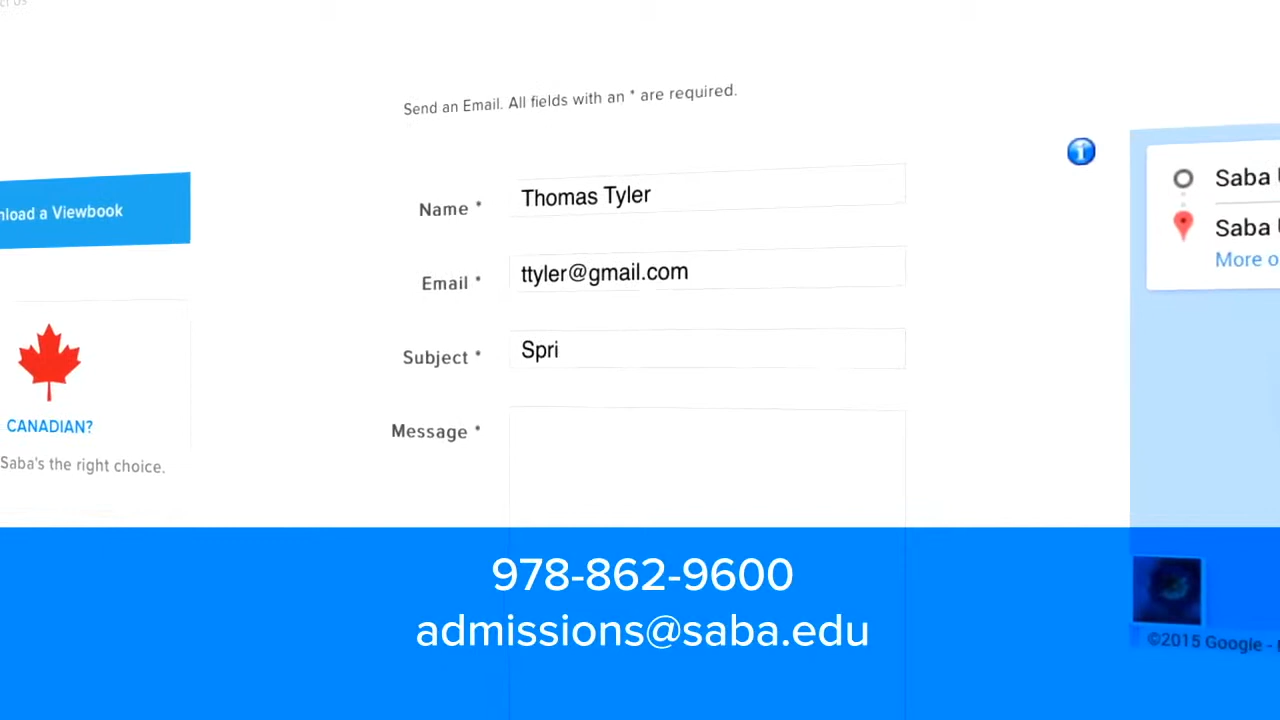 Send an Email. All fields with an * are required.
Name * Thomas Tyler
Email * ttyler@gmail.com
Subject * Spri
Message *
a Viewbook
CANADIAN?
Saba's the right choice.
Saba
Saba
More
978-862-9600
admissions@saba.edu
©2015 Google -